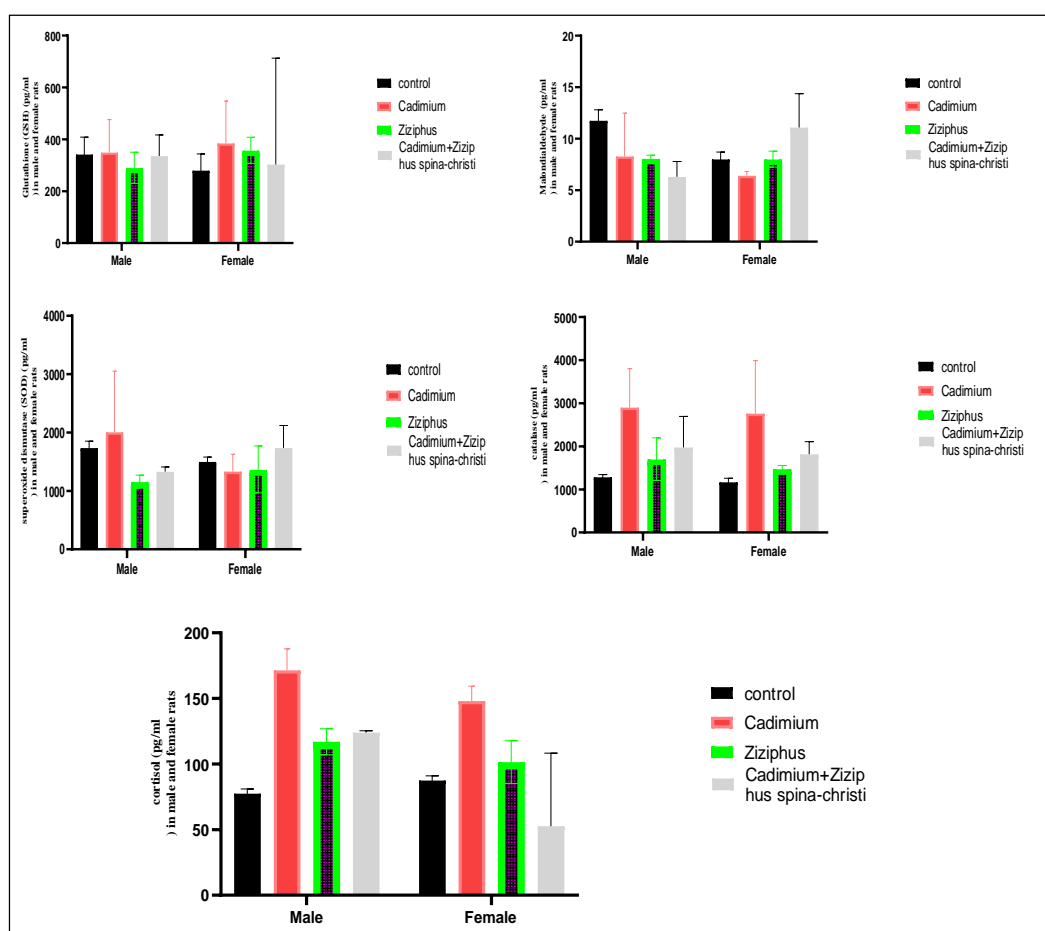 800
600
400
200
0
Glutathione (GSH) (pg/ml
) in male and female rats
Male
Female
control
Cadimium
Ziziphus
Cadimium+Zizip
hus spina-christi
20
15
10
5
0
Malondialdehyde (pg/ml
) in male and female rats
Male
Female
control
Cadimium
Ziziphus
Cadimium+Zizip
hus spina-christi
4000
3000
2000
1000
0
superoxide dismutase (SOD) (pg/ml
) in male and female rats
Male
Female
control
Cadimium
Ziziphus
Cadimium+Zizip
hus spina-christi
5000
4000
3000
2000
1000
0
catalase(pg/ml
) in male and female rats
Male
Female
control
Cadimium
Ziziphus
Cadimium+Zizip
hus spina-christi
200
150
100
50
0
cortisol (pg/ml
) in male and female rats
Male
Female
control
Cadimium
Ziziphus
Cadimium+Zizip
hus spina-christi